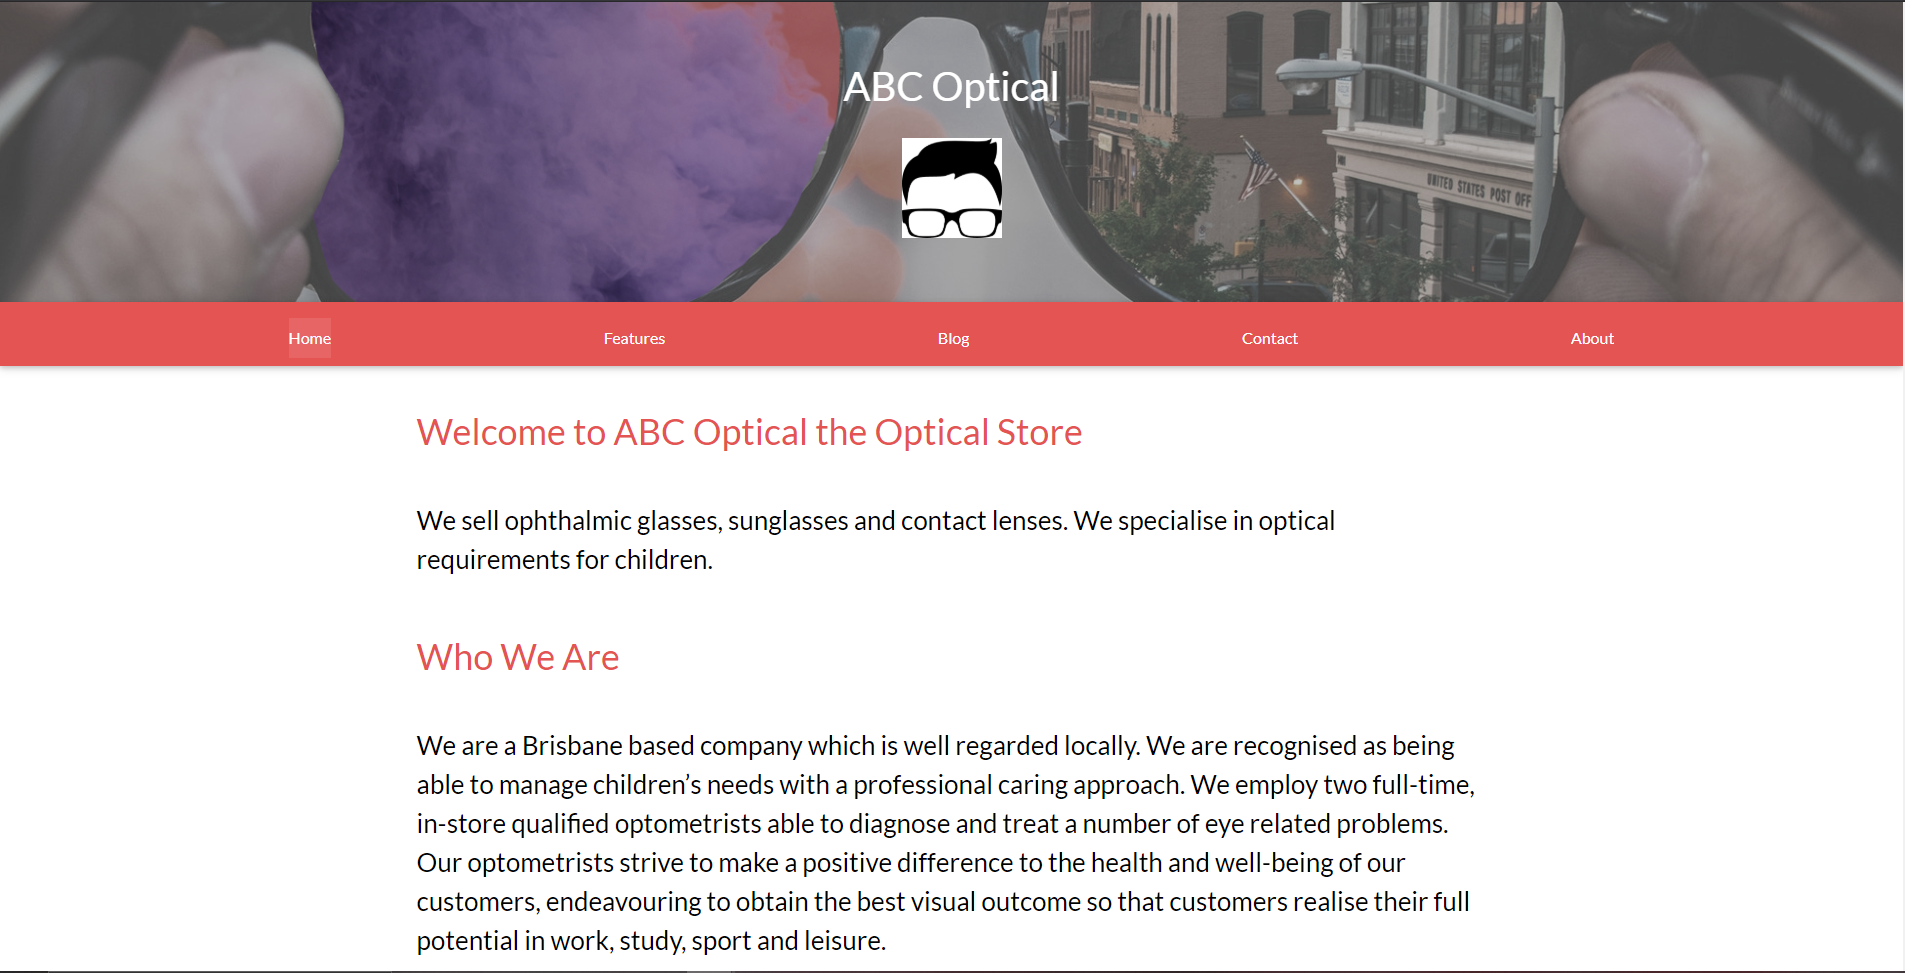 ABC Optical
UNITED STATES POST OFF
Home
Features
Blog
Contact
About
Welcome to ABC Optical the Optical Store
We sell ophthalmic glasses, sunglasses and contact lenses. We specialise in optical
requirements for children.
Who We Are
We are a Brisbane based company which is well regarded locally. We are recognised as being
able to manage children’s needs with a professional caring approach. We employ two full-time,
in-store qualified optometrists able to diagnose and treat a number of eye related problems.
Our optometrists strive to make a positive difference to the health and well-being of our
customers, endeavouring to obtain the best visual outcome so that customers realise their full
potential in work, study, sport and leisure.